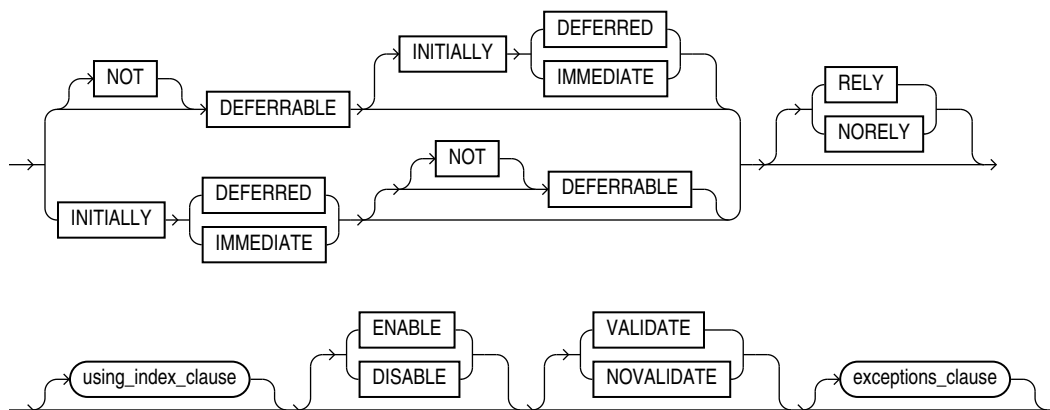 DEFERRED
INITIALLY
IMMEDIATE
NOT
DEFERRABLE
RELY
NORELY
NOT
DEFERRED
DEFERRABLE
INITIALLY
IMMEDIATE
ENABLE
VALIDATE
using_index_clause
DISABLE
NOVALIDATE
exceptions_clause